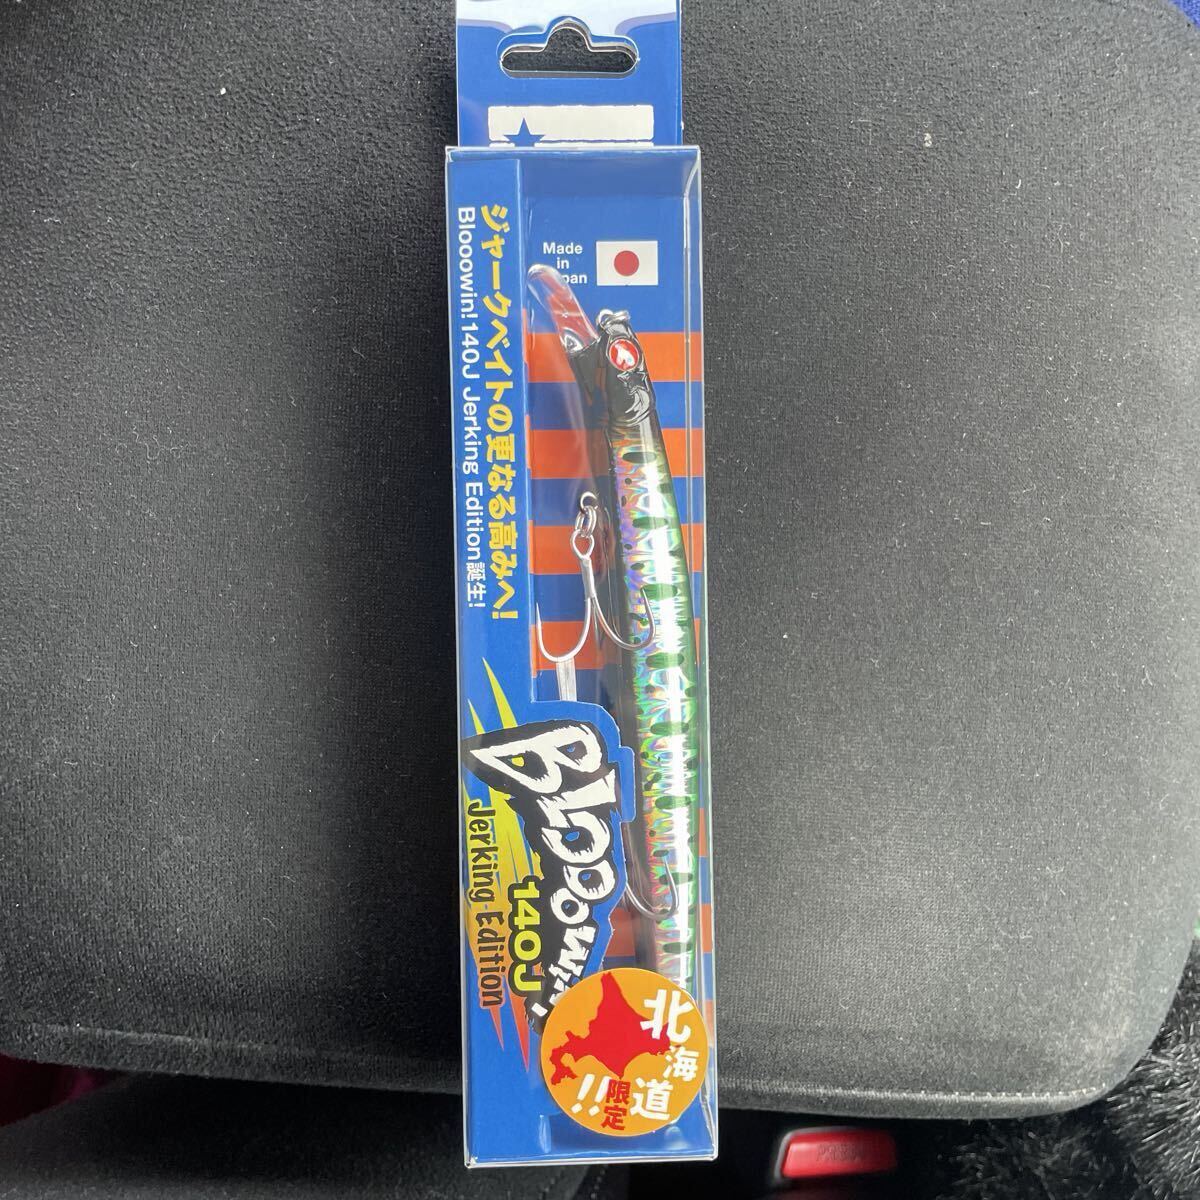 Made
in
ジャークベイトの更なる高みへ!
Blooowin!140J Jerking Edition誕生!
BLOOOWIN!
140J
Jerking Edition
北海道
限定
!!
PRESS